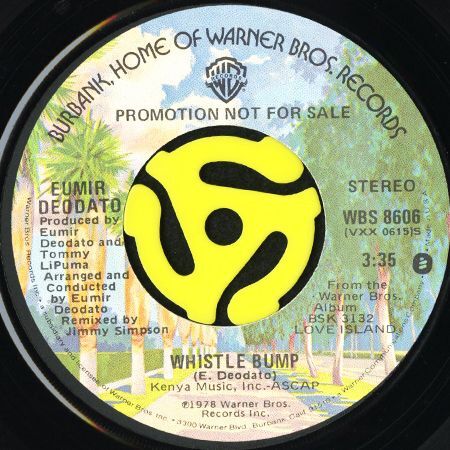 BURBANK, HOME OF WARNER BROS. RECORDS
PROMOTION NOT FOR SALE
EUMIR
DEODATO
Produced by
Eumir
Deodato and
Tommy
LiPuma
Arranged and
Conducted
by Eumir
Deodato
Remixed by
Jimmy Simpson
STEREO
WBS 8606
(VXX 0615)S
3:35
From the
Warner Bros.
Album
BSK 3132
LOVE ISLAND
WHISTLE BUMP
(E. Deodato)
Kenya Music, Inc.-ASCAP
℗1978 Warner Bros.
Records Inc.